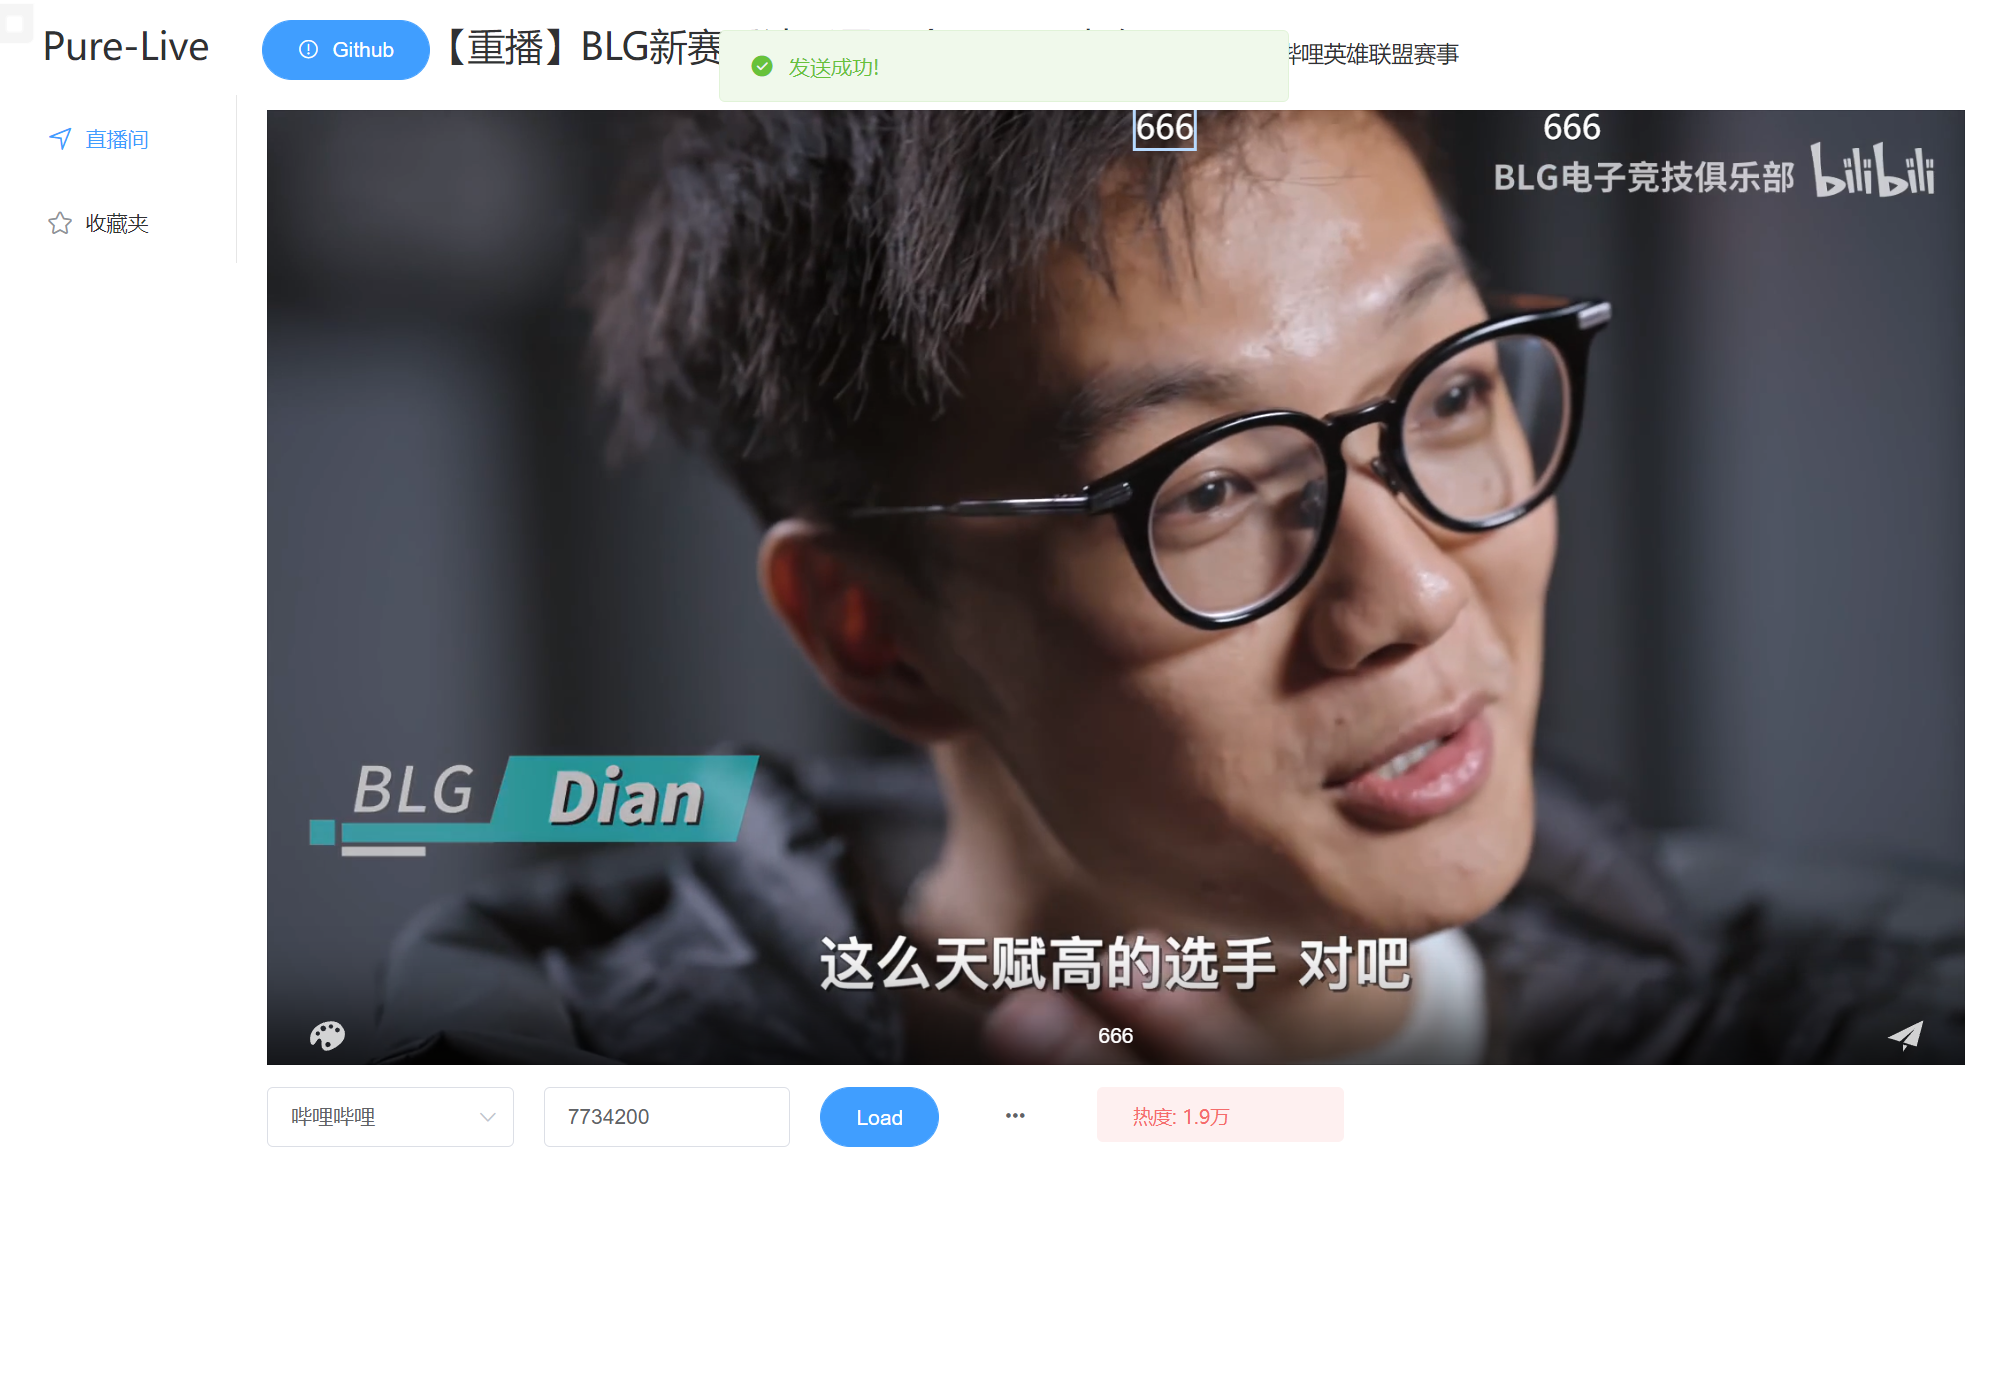 Pure-Live
Github
【重播】BLG新赛
哔哩英雄联盟赛事
发送成功!
直播间
收藏夹
666
666
BLG电子竞技俱乐部 bilibili
BLG Dian
这么天赋高的选手 对吧
666
哔哩哔哩
7734200
Load
热度: 1.9万